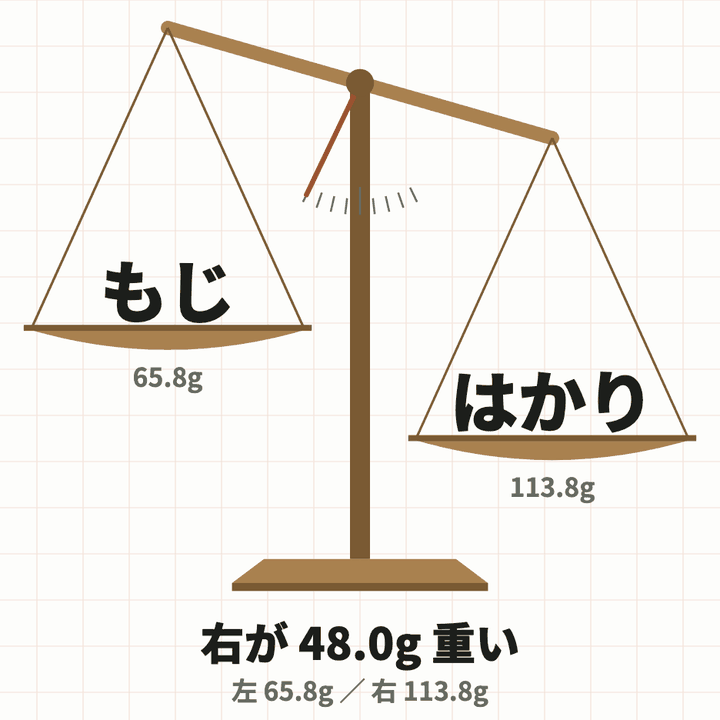 もじ
65.8g
はかり
113.8g
右が 48.0g 重い
左 65.8g ／ 右 113.8g